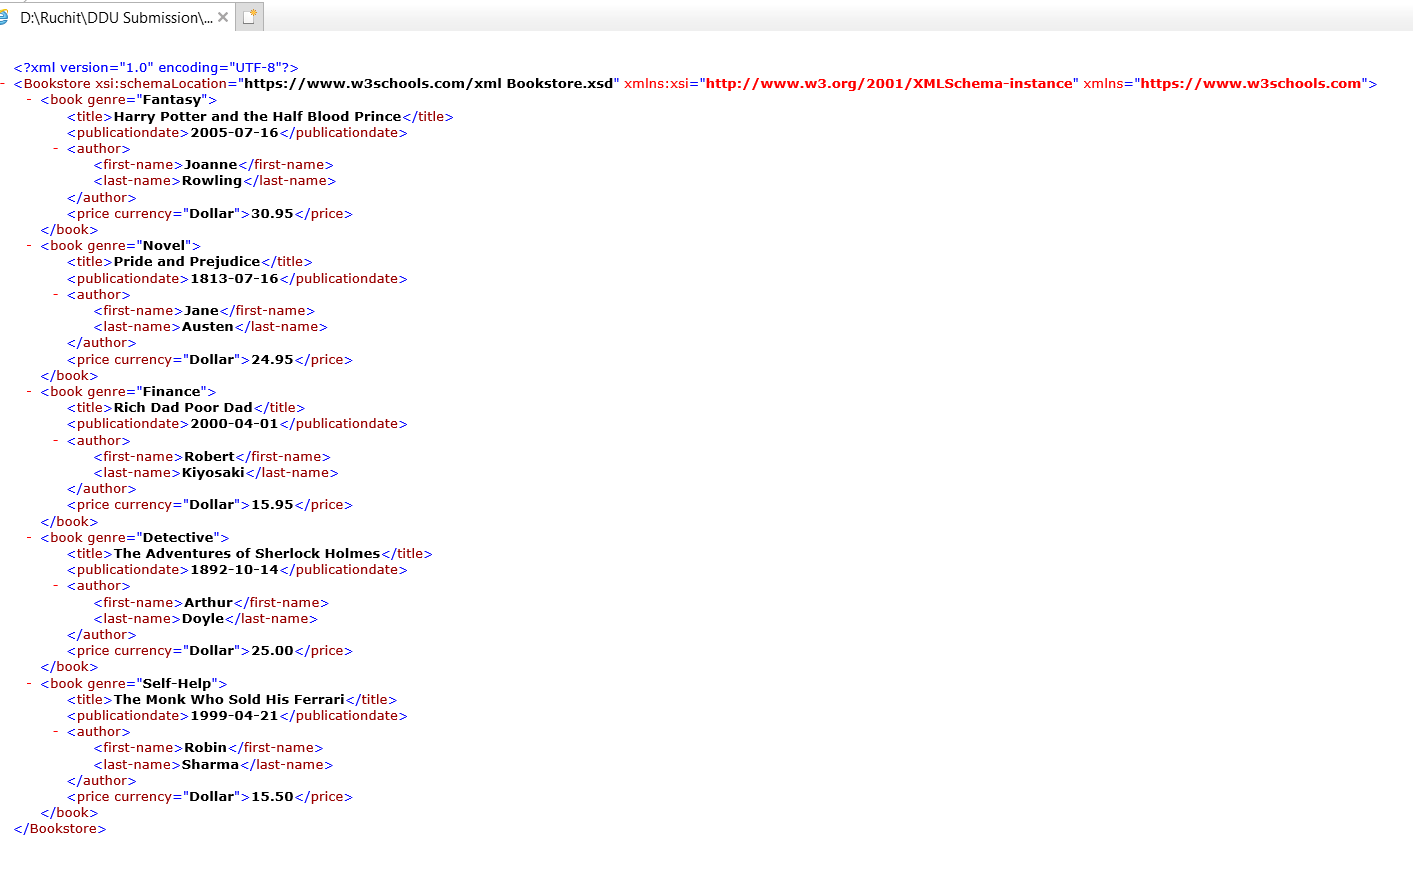 D:\Ruchit\DDU Submission\...
<?xml version="1.0" encoding="UTF-8"?>
- <Bookstore xsi:schemaLocation="https://www.w3schools.com/xml Bookstore.xsd" xmlns:xsi="http://www.w3.org/2001/XMLSchema-instance" xmlns="https://www.w3schools.com">
- <book genre="Fantasy">
<title>Harry Potter and the Half Blood Prince</title>
<publicationdate>2005-07-16</publicationdate>
- <author>
<first-name>Joanne</first-name>
<last-name>Rowling</last-name>
</author>
<price currency="Dollar">30.95</price>
</book>
- <book genre="Novel">
<title>Pride and Prejudice</title>
<publicationdate>1813-07-16</publicationdate>
- <author>
<first-name>Jane</first-name>
<last-name>Austen</last-name>
</author>
<price currency="Dollar">24.95</price>
</book>
- <book genre="Finance">
<title>Rich Dad Poor Dad</title>
<publicationdate>2000-04-01</publicationdate>
- <author>
<first-name>Robert</first-name>
<last-name>Kiyosaki</last-name>
</author>
<price currency="Dollar">15.95</price>
</book>
- <book genre="Detective">
<title>The Adventures of Sherlock Holmes</title>
<publicationdate>1892-10-14</publicationdate>
- <author>
<first-name>Arthur</first-name>
<last-name>Doyle</last-name>
</author>
<price currency="Dollar">25.00</price>
</book>
- <book genre="Self-Help">
<title>The Monk Who Sold His Ferrari</title>
<publicationdate>1999-04-21</publicationdate>
- <author>
<first-name>Robin</first-name>
<last-name>Sharma</last-name>
</author>
<price currency="Dollar">15.50</price>
</book>
</Bookstore>